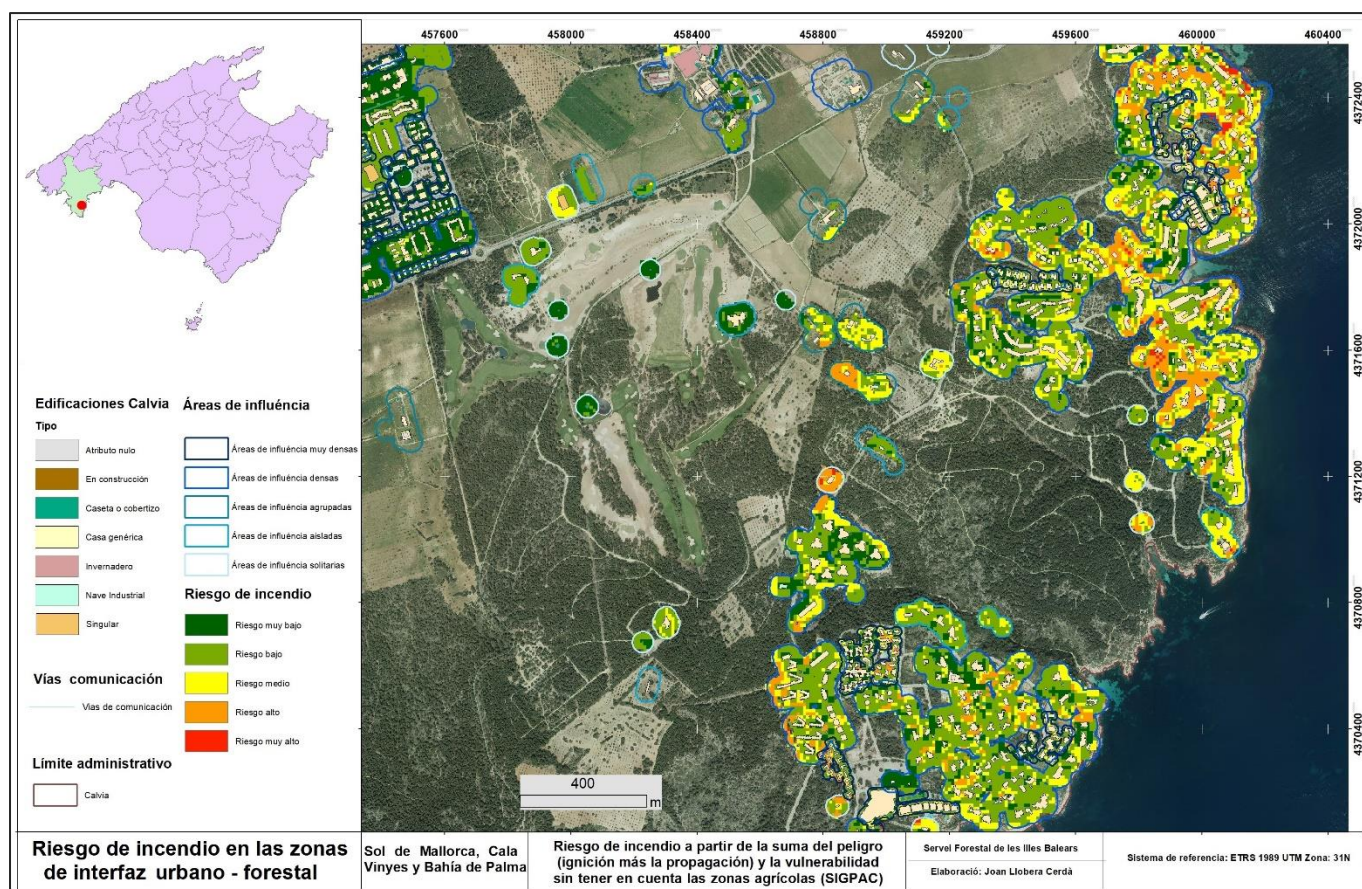 457600 458000 458400 458800 459200 459600 460000 460400
4372400
4372000
4371600
4371200
4370800
4370400
Edificaciones Calvia
Tipo
Atributo nulo
En construcción
Caseta o cobertizo
Casa genérica
Invernadero
Nave Industrial
Singular
Vías comunicación
Vias de comunicación
Límite administrativo
Calvia
Áreas de influéncia
Áreas de influéncia muy densas
Áreas de influéncia densas
Áreas de influéncia agrupadas
Áreas de influéncia aisladas
Áreas de influéncia solitarias
Riesgo de incendio
Riesgo muy bajo
Riesgo bajo
Riesgo medio
Riesgo alto
Riesgo muy alto
400
m
Riesgo de incendio en las zonas
de interfaz urbano - forestal
Sol de Mallorca, Cala
Vinyes y Bahía de Palma
Riesgo de incendio a partir de la suma del peligro
(ignición más la propagación) y la vulnerabilidad
sin tener en cuenta las zonas agrícolas (SIGPAC)
Servei Forestal de les Illes Balears
Elaboració: Joan Llobera Cerdà
Sistema de referencia: ETRS 1989 UTM Zona: 31N